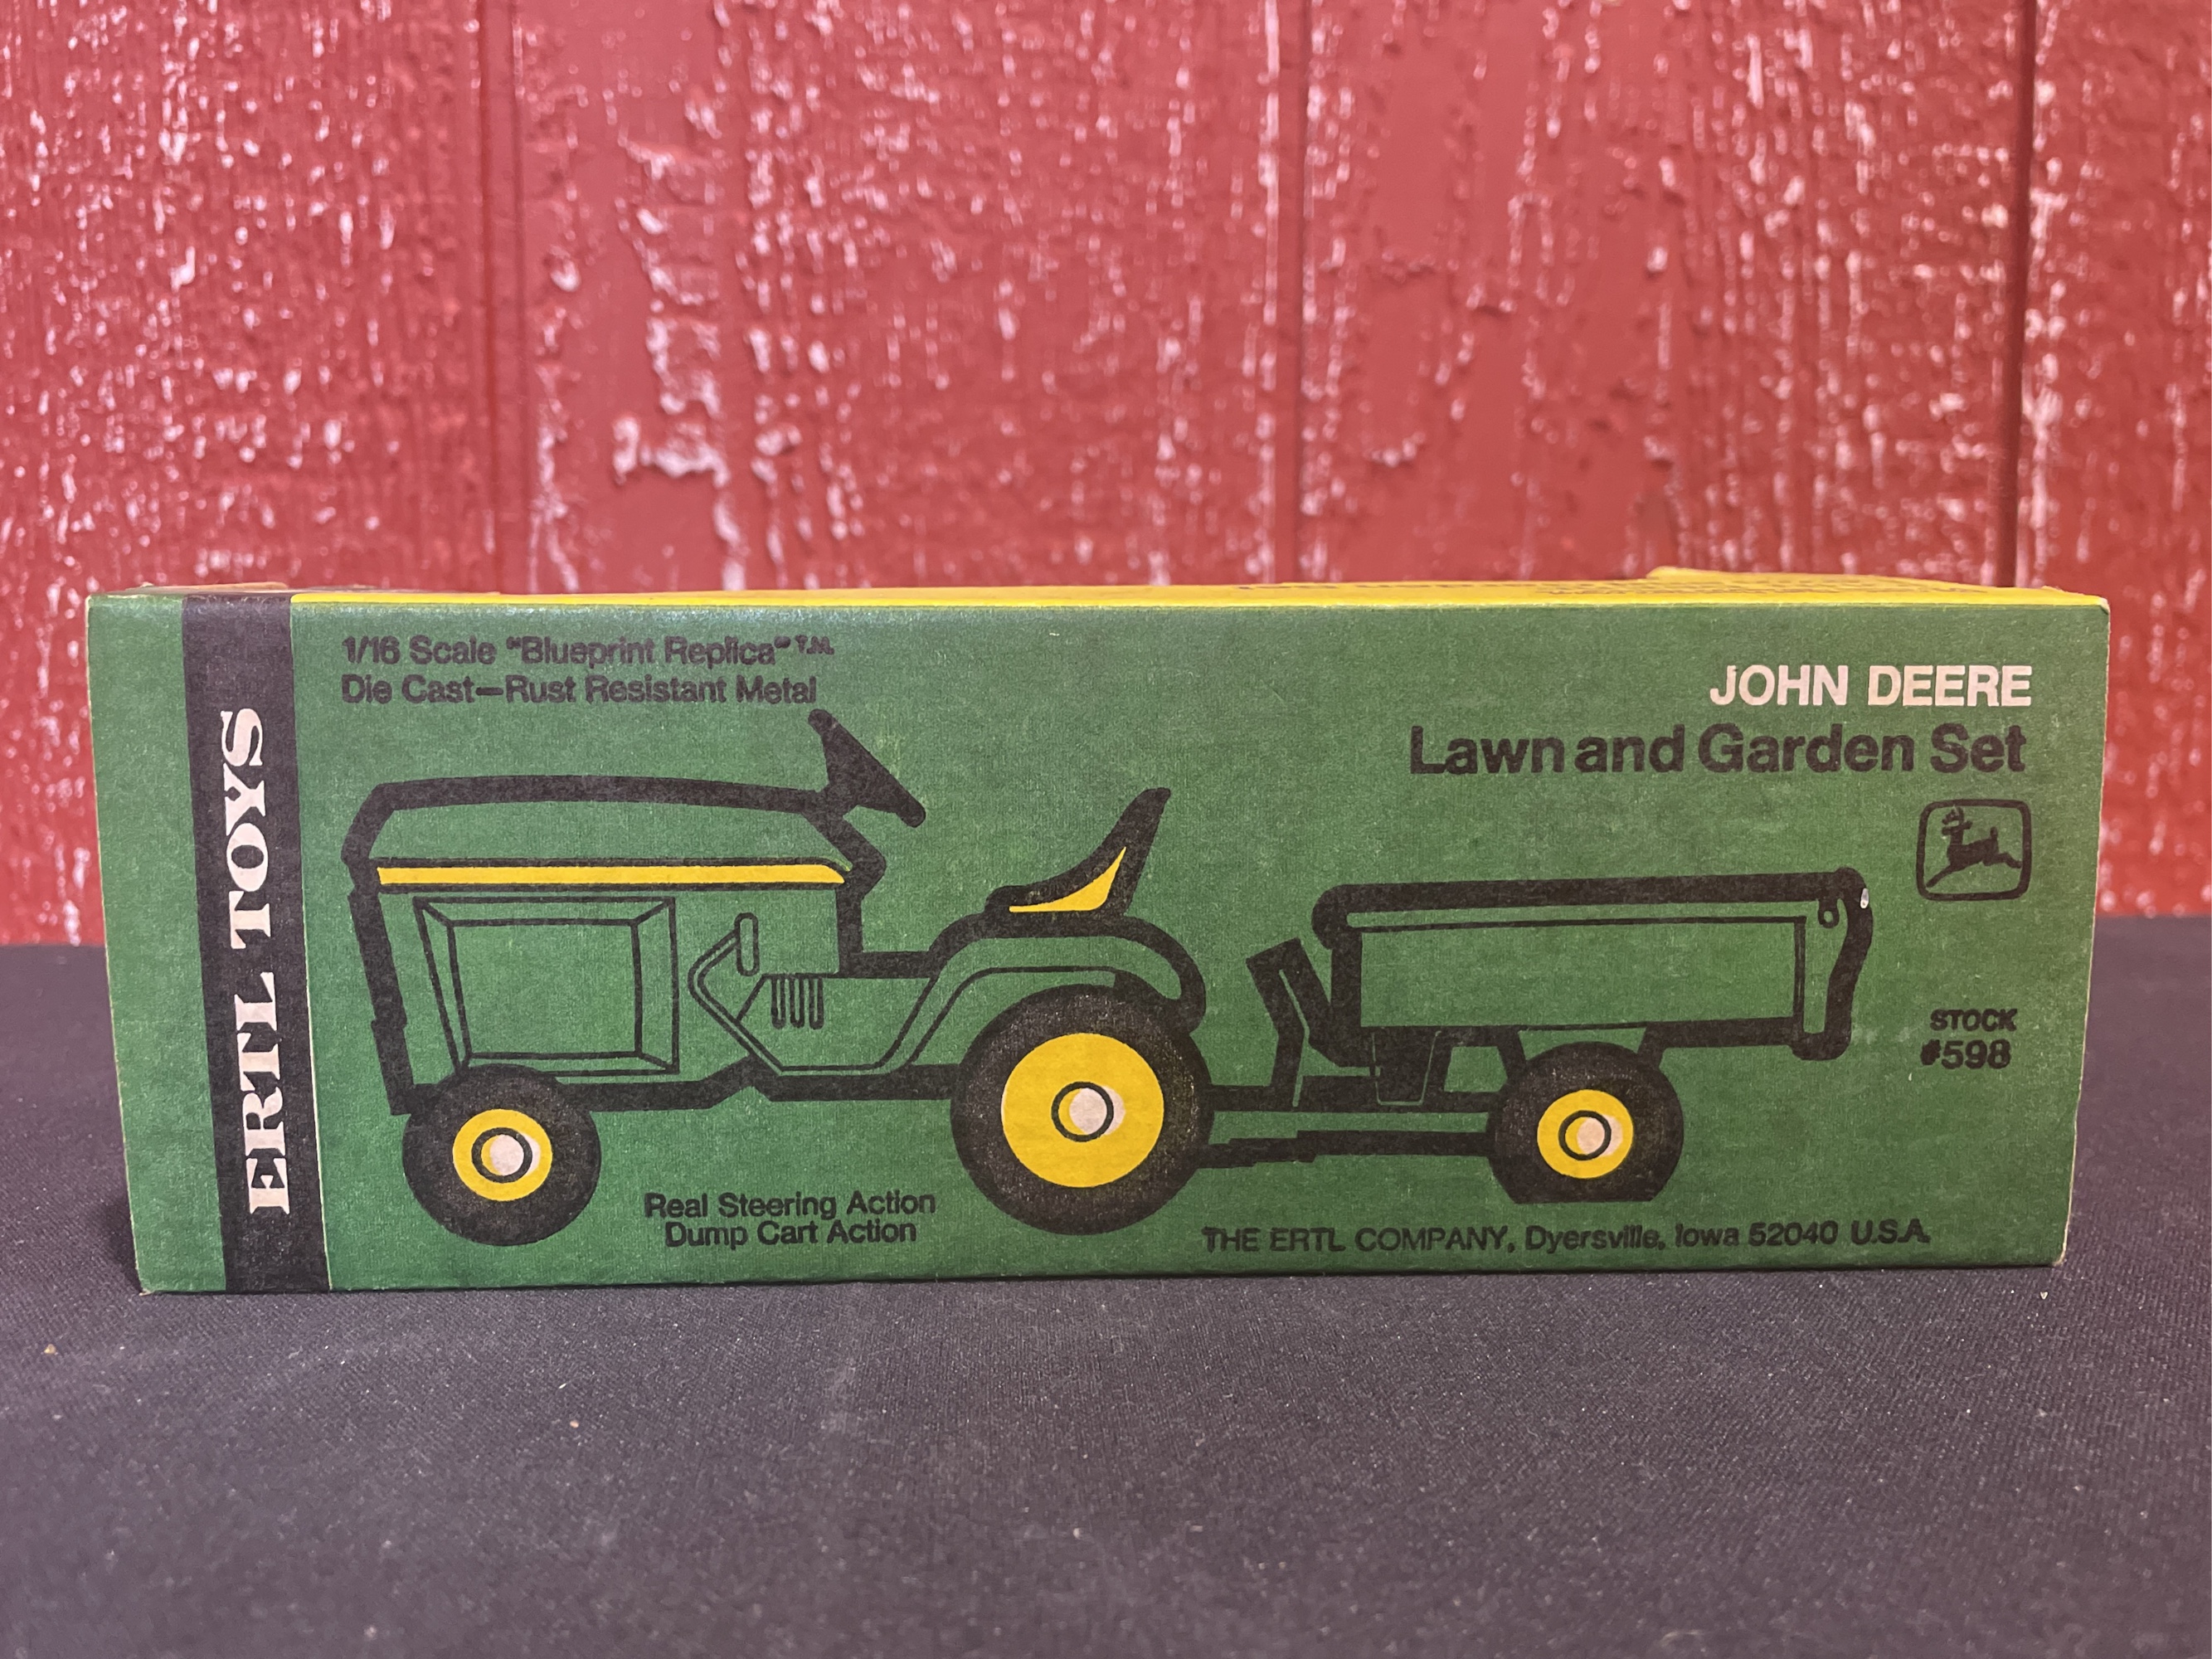 ERTL TOYS
1/16 Scale "Blueprint Replica" T.M.
Die Cast—Rust Resistant Metal
JOHN DEERE
Lawn and Garden Set
STOCK
#598
Real Steering Action
Dump Cart Action
THE ERTL COMPANY, Dyersville, Iowa 52040 U.S.A.